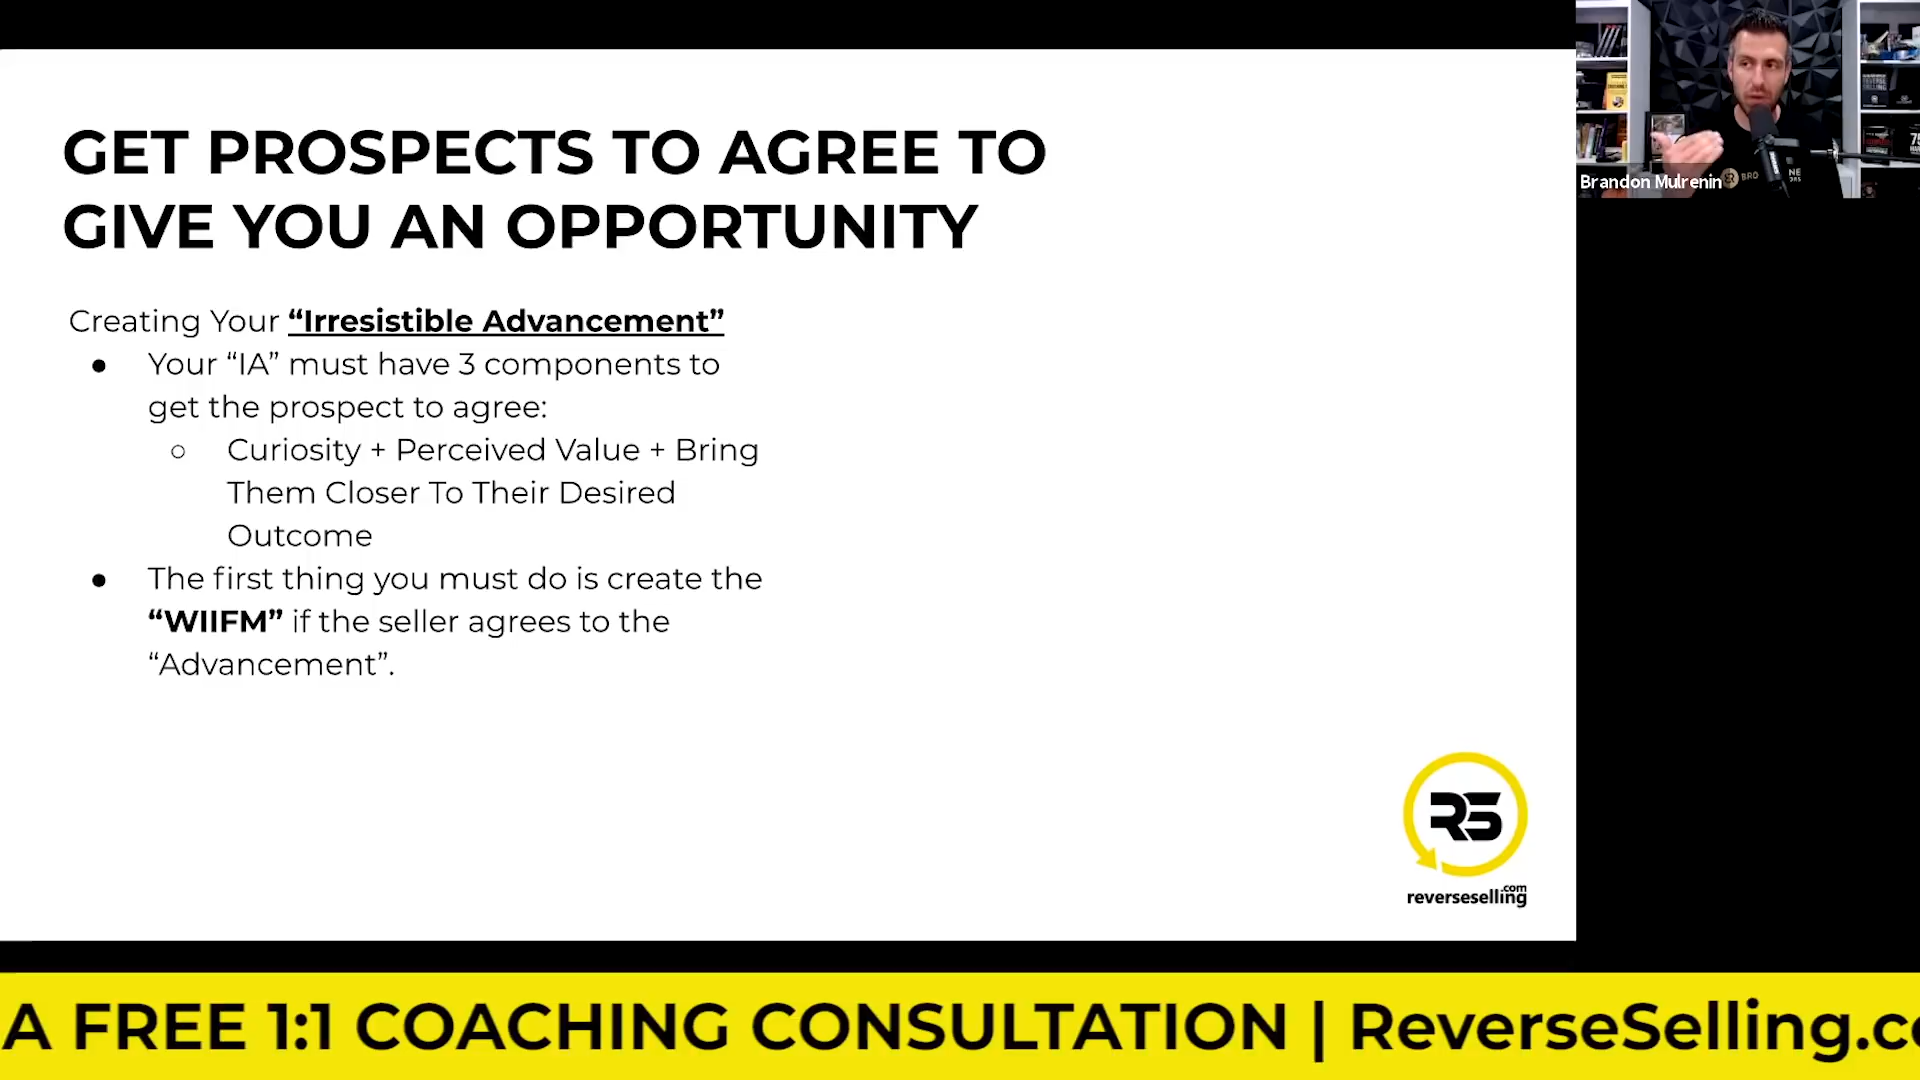 GET PROSPECTS TO AGREE TO
GIVE YOU AN OPPORTUNITY
Creating Your “Irresistible Advancement”
● Your “IA” must have 3 components to
get the prospect to agree:
○ Curiosity + Perceived Value + Bring
Them Closer To Their Desired
Outcome
● The first thing you must do is create the
“WIIFM” if the seller agrees to the
“Advancement”.
RS
.com
reverseselling
Brandon Mulrenin
BRO
A FREE 1:1 COACHING CONSULTATION | ReverseSelling.c